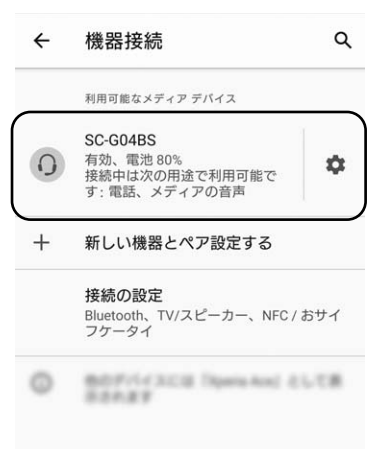 機器接続
利用可能なメディア デバイス
SC-G04BS
有効、電池 80%
接続中は次の用途で利用可能で
す: 電話、メディアの音声
新しい機器とペア設定する
接続の設定
Bluetooth、TV/スピーカー、NFC / おサイ
フケータイ